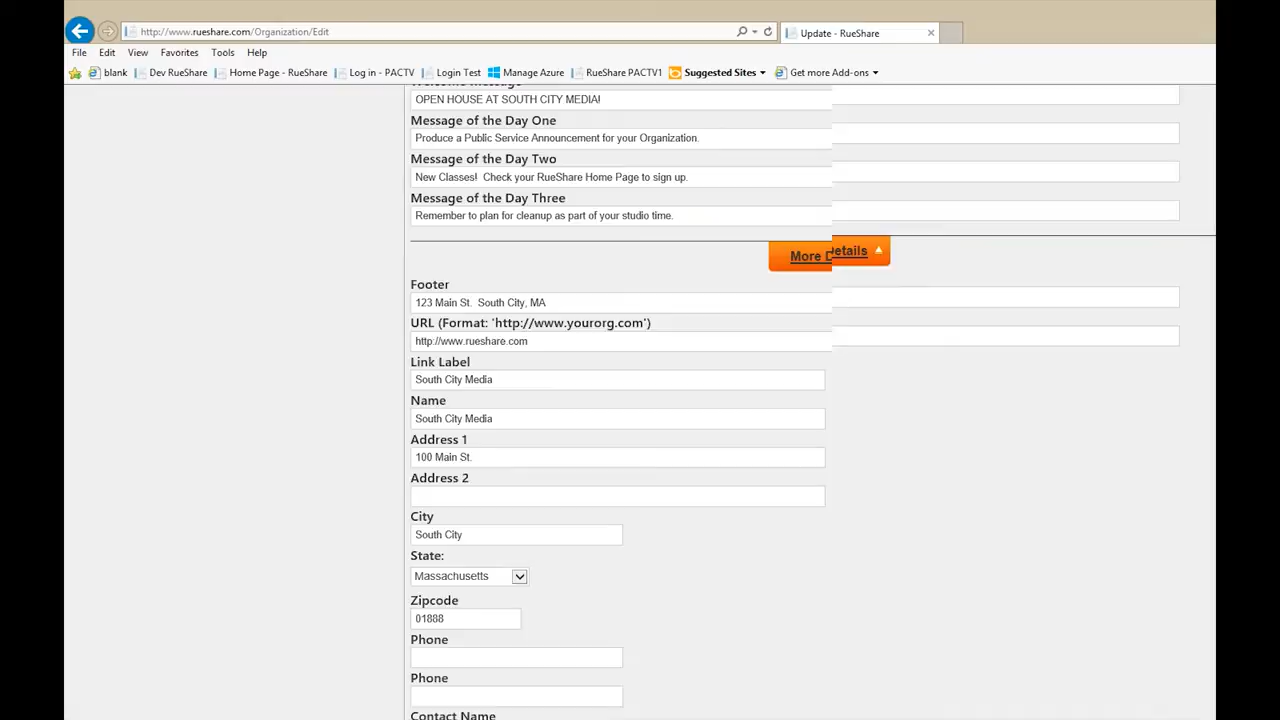 http://www.rueshare.com/Organization/Edit
Update - RueShare
File Edit View Favorites Tools Help
blank Dev RueShare Home Page - RueShare Log in - PACTV Login Test Manage Azure RueShare PACTV1 Suggested Sites Get more Add-ons
Welcome Message
OPEN HOUSE AT SOUTH CITY MEDIA!
Message of the Day One
Produce a Public Service Announcement for your Organization.
Message of the Day Two
New Classes!  Check your RueShare Home Page to sign up.
Message of the Day Three
Remember to plan for cleanup as part of your studio time.
More Details
Footer
123 Main St.  South City, MA
URL (Format: 'http://www.yourorg.com')
http://www.rueshare.com
Link Label
South City Media
Name
South City Media
Address 1
100 Main St.
Address 2
City
South City
State:
Massachusetts
Zipcode
01888
Phone
Phone
Contact Name